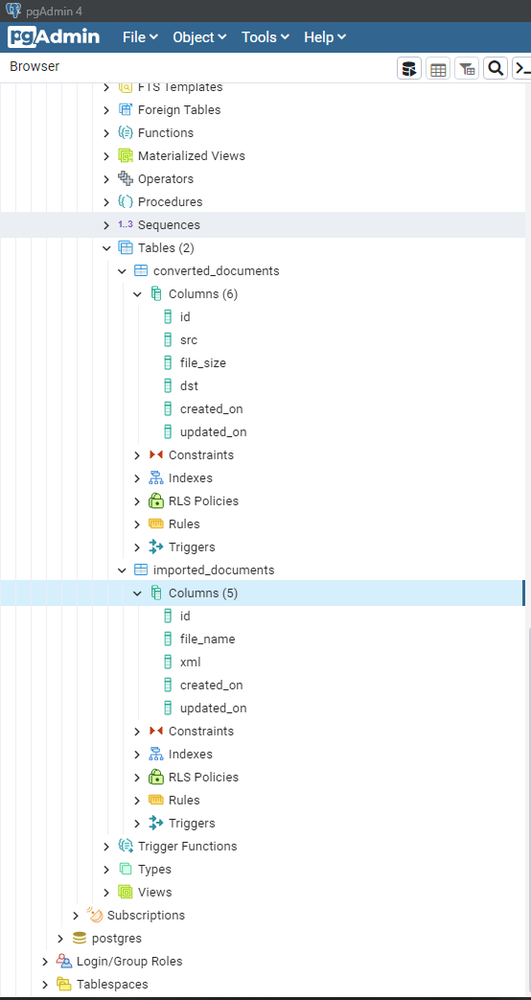 pgAdmin 4
pgAdmin File Object Tools Help
Browser
FTS Templates
Foreign Tables
Functions
Materialized Views
Operators
Procedures
1..3 Sequences
Tables (2)
converted_documents
Columns (6)
id
src
file_size
dst
created_on
updated_on
Constraints
Indexes
RLS Policies
Rules
Triggers
imported_documents
Columns (5)
id
file_name
xml
created_on
updated_on
Constraints
Indexes
RLS Policies
Rules
Triggers
Trigger Functions
Types
Views
Subscriptions
postgres
Login/Group Roles
Tablespaces